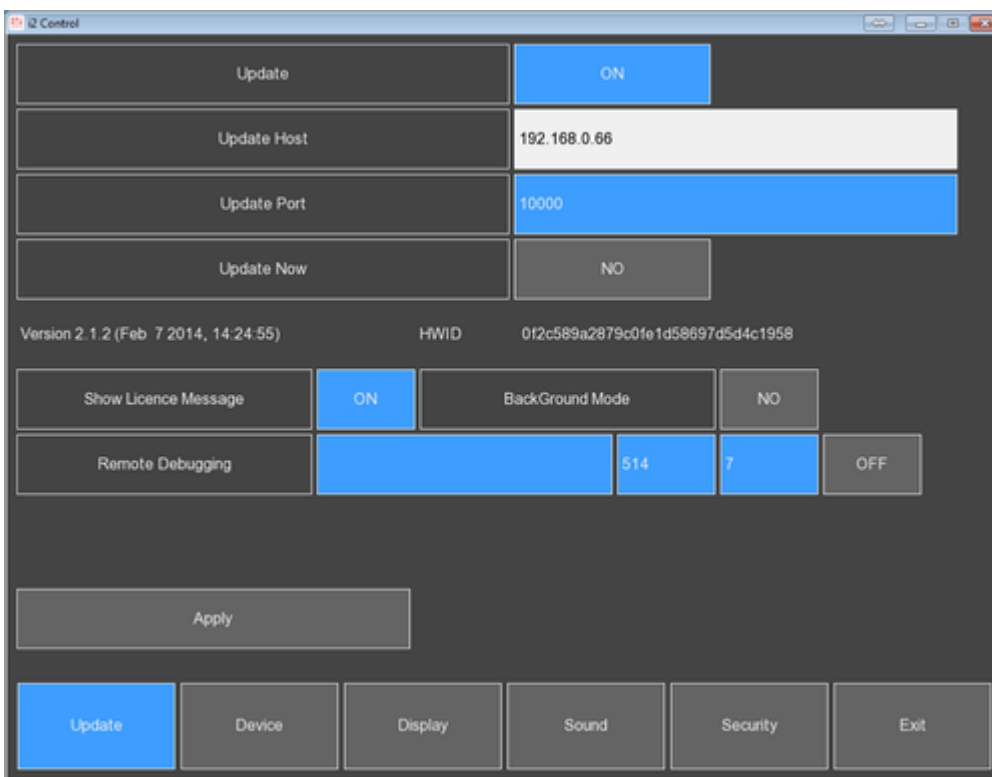 i2 Control
Update ON
Update Host 192.168.0.66
Update Port 10000
Update Now NO
Version 2.1.2 (Feb 7 2014, 14:24:55) HWID 0f2c589a2879c0fe1d58697d5d4c1958
Show Licence Message ON BackGround Mode NO
Remote Debugging 514 7 OFF
Apply
Update Device Display Sound Security Exit